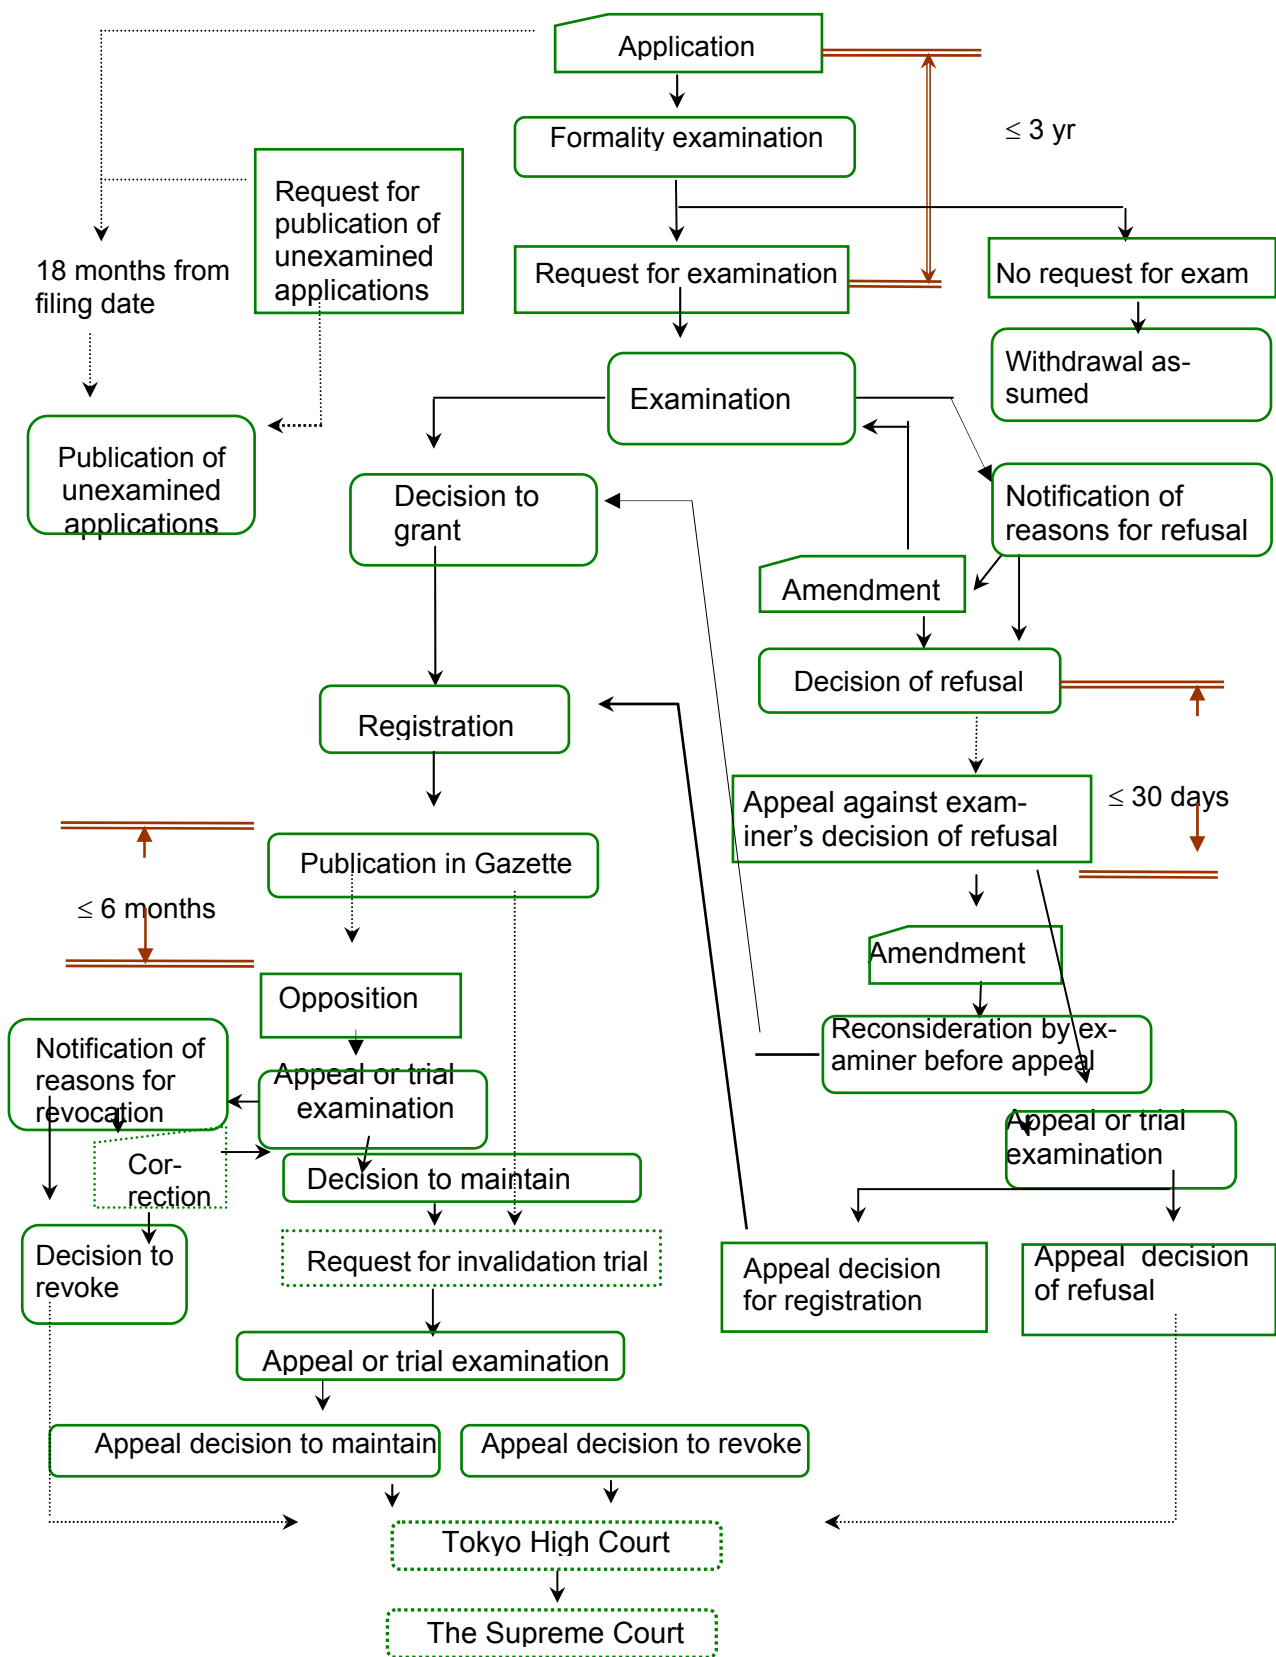 Application
Formality examination
≤ 3 yr
Request for
publication of
unexamined
applications
18 months from
filing date
Request for examination
No request for exam
Withdrawal as-
sumed
Examination
Publication of
unexamined
applications
Decision to
grant
Notification of
reasons for refusal
Amendment
Decision of refusal
Registration
Appeal against exam-
iner's decision of refusal
≤ 30 days
Publication in Gazette
≤ 6 months
Amendment
Opposition
Reconsideration by ex-
aminer before appeal
Notification of
reasons for
revocation
Appeal or trial
examination
Appeal or trial
examination
Cor-
rection
Decision to maintain
Decision to
revoke
Request for invalidation trial
Appeal decision
for registration
Appeal decision
of refusal
Appeal or trial examination
Appeal decision to maintain
Appeal decision to revoke
Tokyo High Court
The Supreme Court